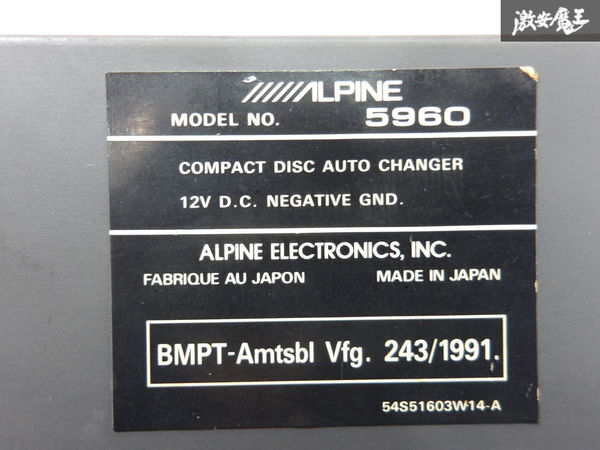 激安魔王
ALPINE
MODEL NO. 5960
COMPACT DISC AUTO CHANGER
12V D.C. NEGATIVE GND.
ALPINE ELECTRONICS, INC.
FABRIQUE AU JAPON MADE IN JAPAN
BMPT-Amtsbl Vfg. 243/1991.
54S51603W14-A